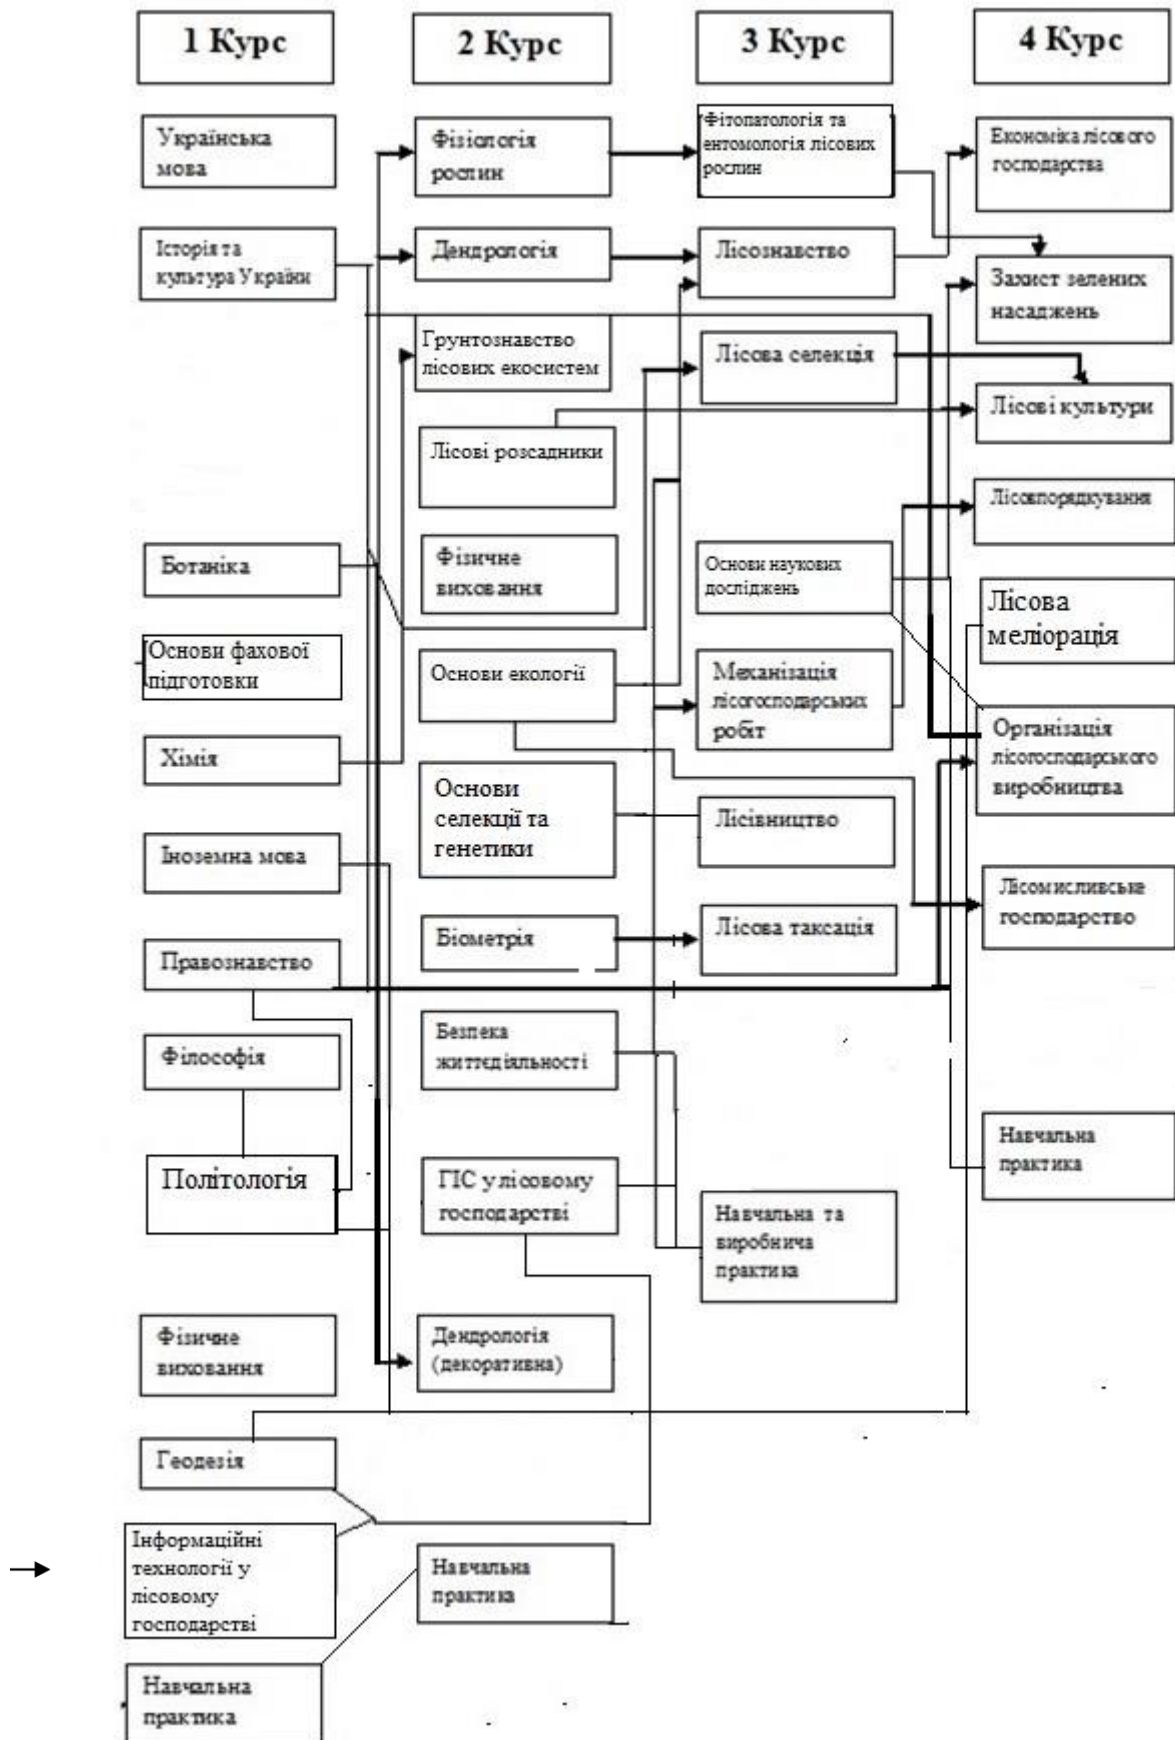 1 Курс
Українська
мова
Історія та
культура України
Ботаніка
Основи фахової
підготовки
Хімія
Іноземна мова
Правознавство
Філософія
Політологія
Фізичне
виховання
Геодезія
Інформаційні
технології у
лісовому
господарстві
Навчальна
практика
2 Курс
Фізіологія
рослин
Дендрологія
Грунтознавство
лісових екосистем
Лісові розсадники
Фізичне
виховання
Основи екології
Основи
селекції та
генетики
Біометрія
Безпека
життєдіяльності
ГІС у лісовому
господарстві
Дендрологія
(декоративна)
Навчальна
практика
3 Курс
Фітопатологія та
ентомологія лісових
рослин
Лісознавство
Лісова селекція
Основи наукових
досліджень
Механізація
лісогосподарських
робіт
Лісівництво
Лісова таксація
Навчальна та
виробнича
практика
4 Курс
Економіка лісового
господарства
Захист зелених
насаджень
Лісові культури
Лісовпорядкування
Лісова
меліорація
Організація
лісогосподарського
виробництва
Лісомисливське
господарство
Навчальна
практика